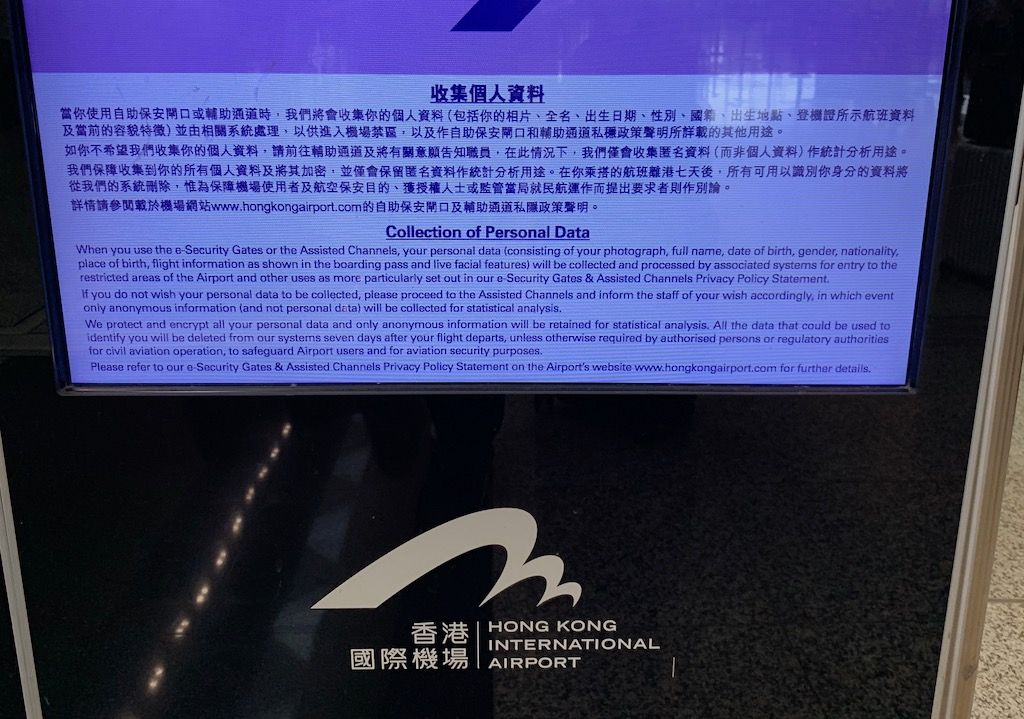 收集個人資料
當你使用自助保安閘口或輔助通道時，我們將會收集你的個人資料（包括你的相片、全名、出生日期、性別、國籍、出生地點、登機證所示航班資料
及當前的容貌特徵）並由相關系統處理，以供進入機場禁區，以及作自助保安閘口和輔助通道私隱政策聲明所詳載的其他用途。
如你不希望我們收集你的個人資料，請前往輔助通道及將有關意願告知職員，在此情況下，我們僅會收集匿名資料（而非個人資料）作統計分析用途。
我們保障收集到你的所有個人資料及將其加密，並僅會保留匿名資料作統計分析用途。在你乘搭的航班離港七天後，所有可用以識別你身分的資料將
從我們的系統刪除，惟為保障機場使用者及航空保安目的、獲授權人士或監管當局就民航運作而提出要求者則作別論。
詳情請參閱載於機場網站www.hongkongairport.com的自助保安閘口及輔助通道私隱政策聲明。
Collection of Personal Data
When you use the e-Security Gates or the Assisted Channels, your personal data (consisting of your photograph, full name, date of birth, gender, nationality,
place of birth, flight information as shown in the boarding pass and live facial features) will be collected and processed by associated systems for entry to the
restricted areas of the Airport and other uses as more particularly set out in our e-Security Gates & Assisted Channels Privacy Policy Statement.
If you do not wish your personal data to be collected, please proceed to the Assisted Channels and inform the staff of your wish accordingly, in which event
only anonymous information (and not personal data) will be collected for statistical analysis.
We protect and encrypt all your personal data and only anonymous information will be retained for statistical analysis. All the data that could be used to
identify you will be deleted from our systems seven days after your flight departs, unless otherwise required by authorised persons or regulatory authorities
for civil aviation operation, to safeguard Airport users and for aviation security purposes.
Please refer to our e-Security Gates & Assisted Channels Privacy Policy Statement on the Airport's website www.hongkongairport.com for further details.
香港
國際機場
HONG KONG
INTERNATIONAL
AIRPORT